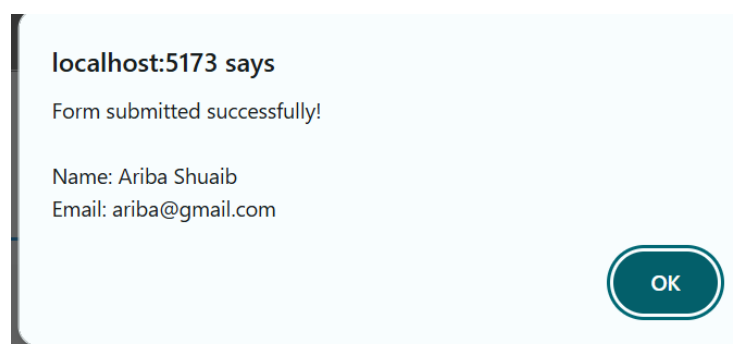 localhost:5173 says
Form submitted successfully!
Name: Ariba Shuaib
Email: ariba@gmail.com
OK